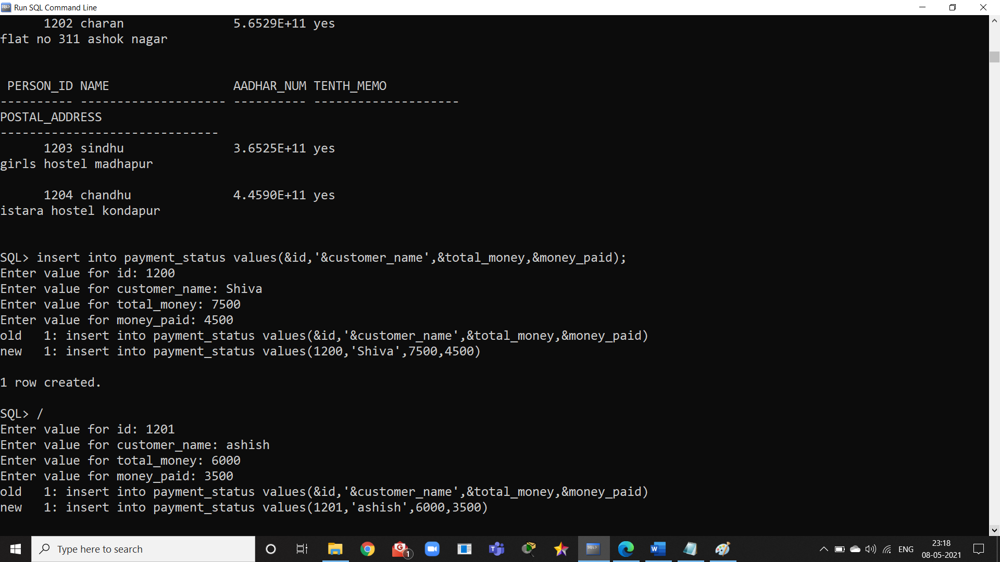 Run SQL Command Line
      1202 charan               5.6529E+11 yes
flat no 311 ashok nagar
 PERSON_ID NAME                 AADHAR_NUM TENTH_MEMO
---------- -------------------- ---------- --------------------
POSTAL_ADDRESS
------------------------------
      1203 sindhu               3.6525E+11 yes
girls hostel madhapur
      1204 chandhu              4.4590E+11 yes
istara hostel kondapur
SQL> insert into payment_status values(&id,'&customer_name',&total_money,&money_paid);
Enter value for id: 1200
Enter value for customer_name: Shiva
Enter value for total_money: 7500
Enter value for money_paid: 4500
old   1: insert into payment_status values(&id,'&customer_name',&total_money,&money_paid)
new   1: insert into payment_status values(1200,'Shiva',7500,4500)
1 row created.
SQL> /
Enter value for id: 1201
Enter value for customer_name: ashish
Enter value for total_money: 6000
Enter value for money_paid: 3500
old   1: insert into payment_status values(&id,'&customer_name',&total_money,&money_paid)
new   1: insert into payment_status values(1201,'ashish',6000,3500)
Type here to search
1
ENG
23:18
08-05-2021